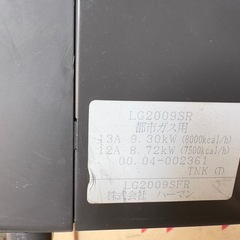 LG2009SR
都市ガス用
13A 9.30kW (8000kcal/h)
12A 8.72kW (7500kcal/h)
00.04-002361
TNK (T)
LG2009SFR
株式会社 ハーマン